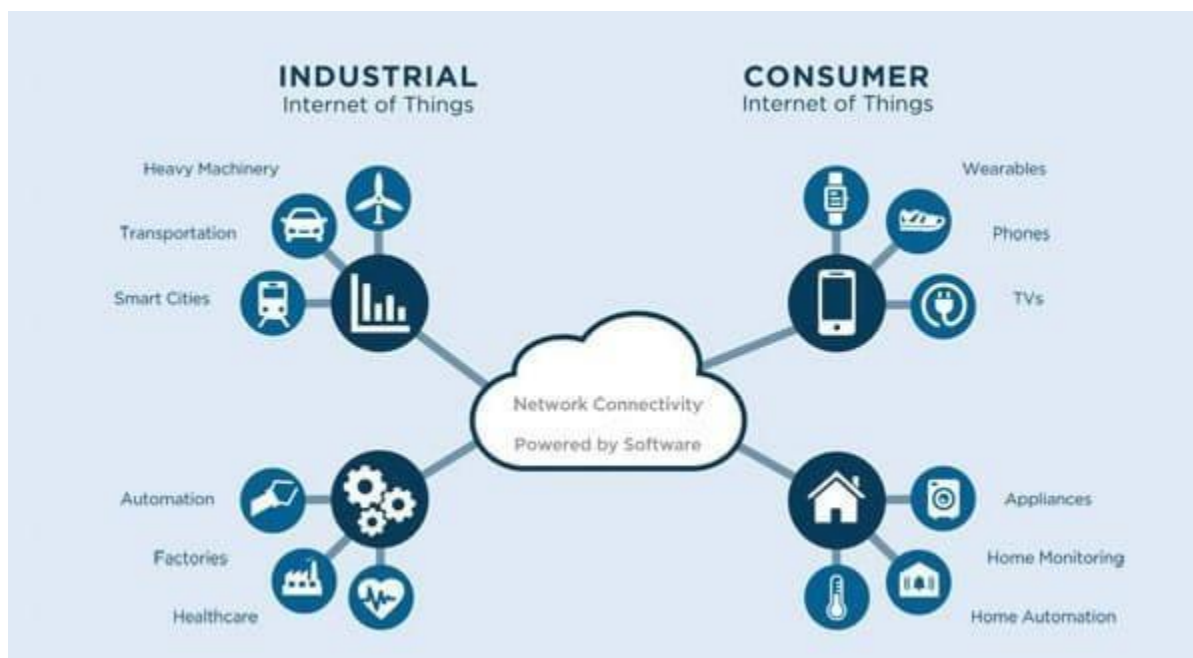 INDUSTRIAL
Internet of Things
CONSUMER
Internet of Things
Heavy Machinery
Transportation
Smart Cities
Wearables
Phones
TVs
Network Connectivity
Powered by Software
Automation
Factories
Healthcare
Appliances
Home Monitoring
Home Automation